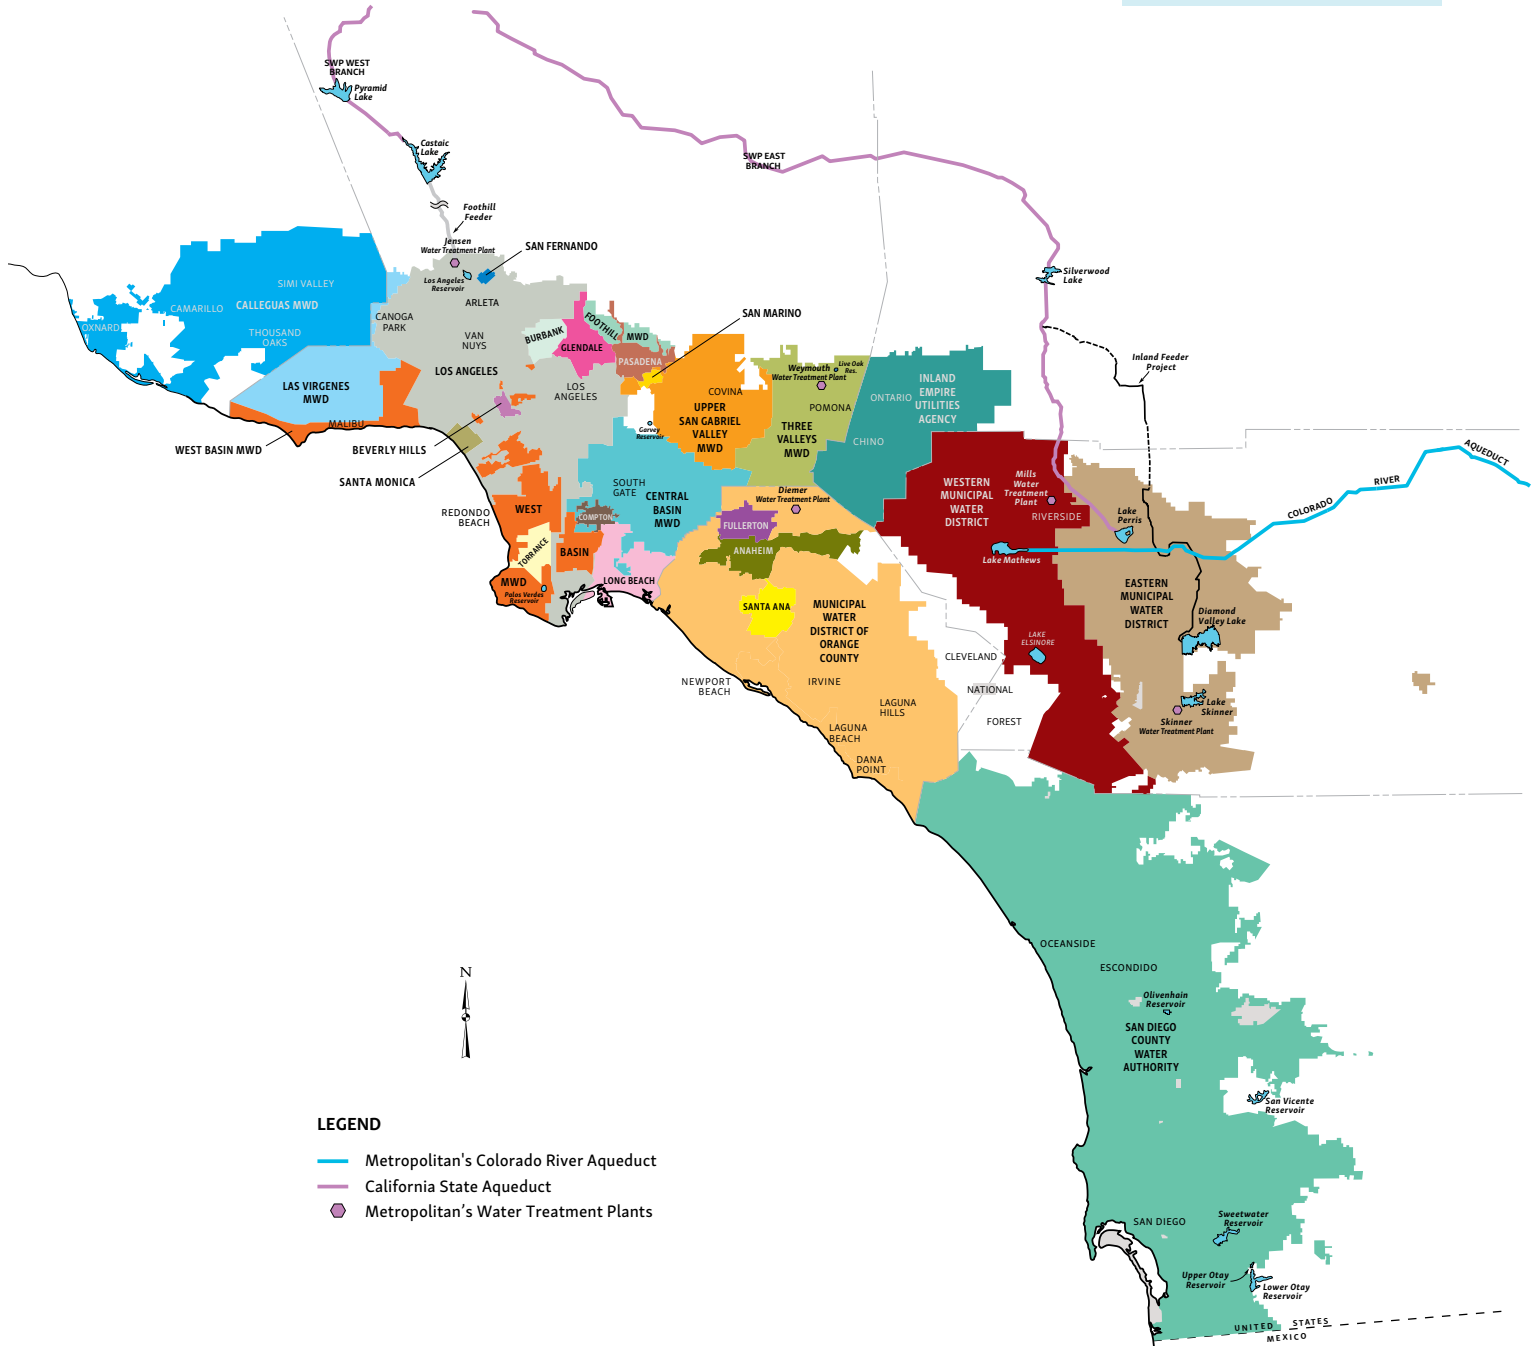 SWP WEST
BRANCH
Pyramid
Lake
Castaic
Lake
SWP EAST
BRANCH
Foothill
Feeder
Jensen
Water Treatment Plant
SAN FERNANDO
Los Angeles
Reservoir
Silverwood
Lake
SIMI VALLEY
CAMARILLO
CALLEGUAS MWD
OXNARD
THOUSAND
OAKS
CANOGA
PARK
ARLETA
VAN
NUYS
BURBANK
GLENDALE
FOOTHILL
MWD
PASADENA
SAN MARINO
LOS ANGELES
LOS
ANGELES
LAS VIRGENES
MWD
MALIBU
WEST BASIN MWD
BEVERLY HILLS
SANTA MONICA
Garvey
Reservoir
COVINA
UPPER
SAN GABRIEL
VALLEY
MWD
Weymouth
Water Treatment Plant
Live Oak
Res.
POMONA
THREE
VALLEYS
MWD
ONTARIO
CHINO
INLAND
EMPIRE
UTILITIES
AGENCY
Inland Feeder
Project
REDONDO
BEACH
WEST
BASIN
MWD
TORRANCE
Palos Verdes
Reservoir
COMPTON
SOUTH
GATE
CENTRAL
BASIN
MWD
LONG BEACH
Diemer
Water Treatment Plant
FULLERTON
ANAHEIM
SANTA ANA
MUNICIPAL
WATER
DISTRICT OF
ORANGE
COUNTY
NEWPORT
BEACH
IRVINE
LAGUNA
HILLS
LAGUNA
BEACH
DANA
POINT
WESTERN
MUNICIPAL
WATER
DISTRICT
Mills
Water
Treatment
Plant
RIVERSIDE
Lake
Perris
Lake Mathews
COLORADO
RIVER
AQUEDUCT
EASTERN
MUNICIPAL
WATER
DISTRICT
Diamond
Valley Lake
LAKE
ELSINORE
CLEVELAND
NATIONAL
FOREST
Lake
Skinner
Skinner
Water Treatment Plant
OCEANSIDE
ESCONDIDO
Olivenhain
Reservoir
SAN DIEGO
COUNTY
WATER
AUTHORITY
San Vicente
Reservoir
SAN DIEGO
Sweetwater
Reservoir
Upper Otay
Reservoir
Lower Otay
Reservoir
UNITED STATES
MEXICO
N
LEGEND
Metropolitan's Colorado River Aqueduct
California State Aqueduct
Metropolitan’s Water Treatment Plants